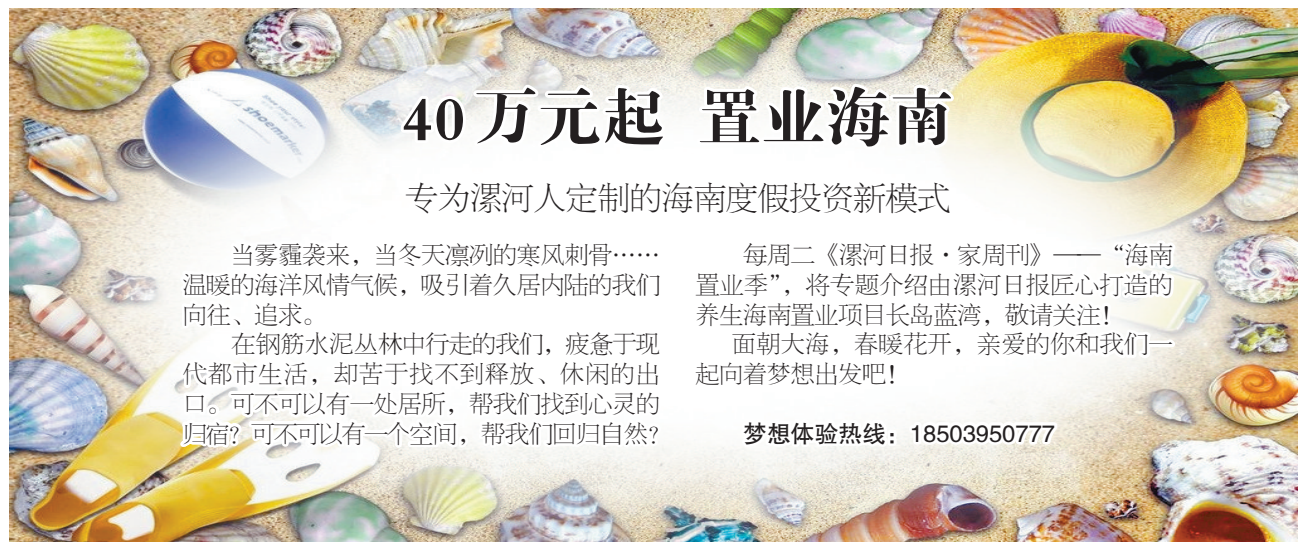 shoemarker
40万元起 置业海南
专为漯河人定制的海南度假投资新模式
当雾霾袭来，当冬天凛冽的寒风刺骨……
温暖的海洋风情气候，吸引着久居内陆的我们
向往、追求。
在钢筋水泥丛林中行走的我们，疲惫于现
代都市生活，却苦于找不到释放、休闲的出
口。可不可以有一处居所，帮我们找到心灵的
归宿？可不可以有一个空间，帮我们回归自然？
每周二《漯河日报·家周刊》——“海南
置业季”，将专题介绍由漯河日报匠心打造的
养生海南置业项目长岛蓝湾，敬请关注！
面朝大海，春暖花开，亲爱的你和我们一
起向着梦想出发吧！
梦想体验热线：18503950777